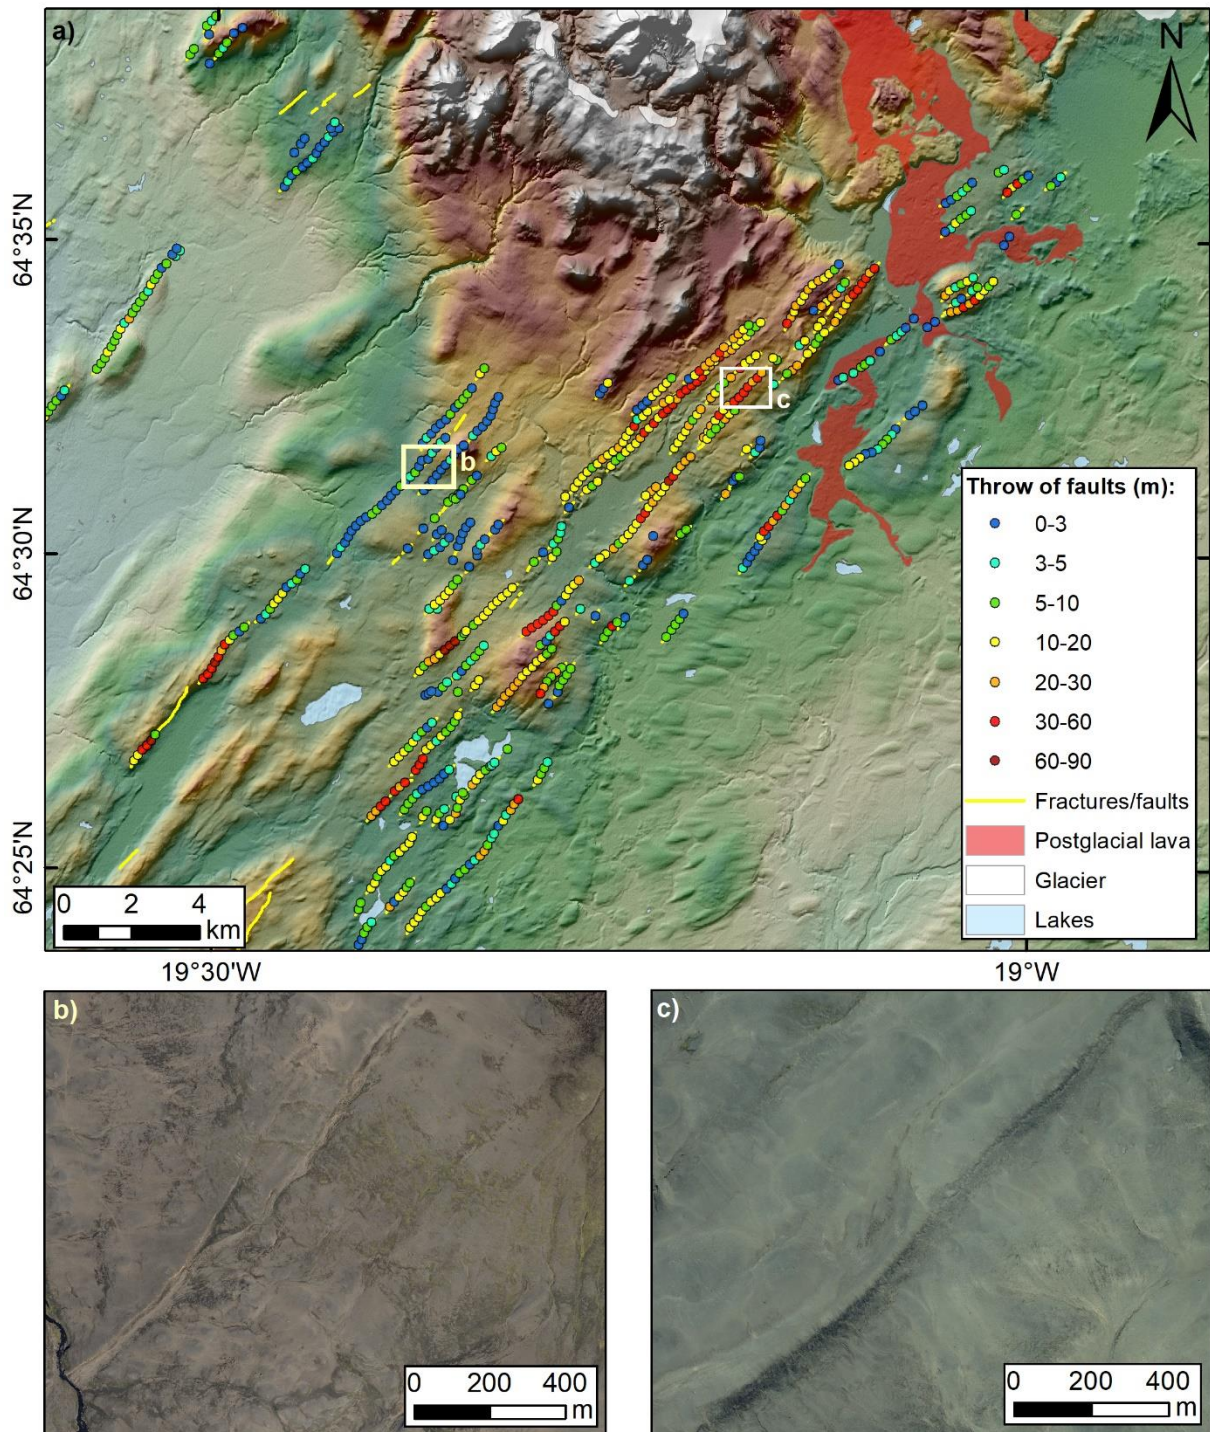 a)
N
64°35'N
64°30'N
64°25'N
b
c
Throw of faults (m):
0-3
3-5
5-10
10-20
20-30
30-60
60-90
Fractures/faults
Postglacial lava
Glacier
Lakes
0 2 4
km
19°30'W 19°W
b)
0 200 400
m
c)
0 200 400
m